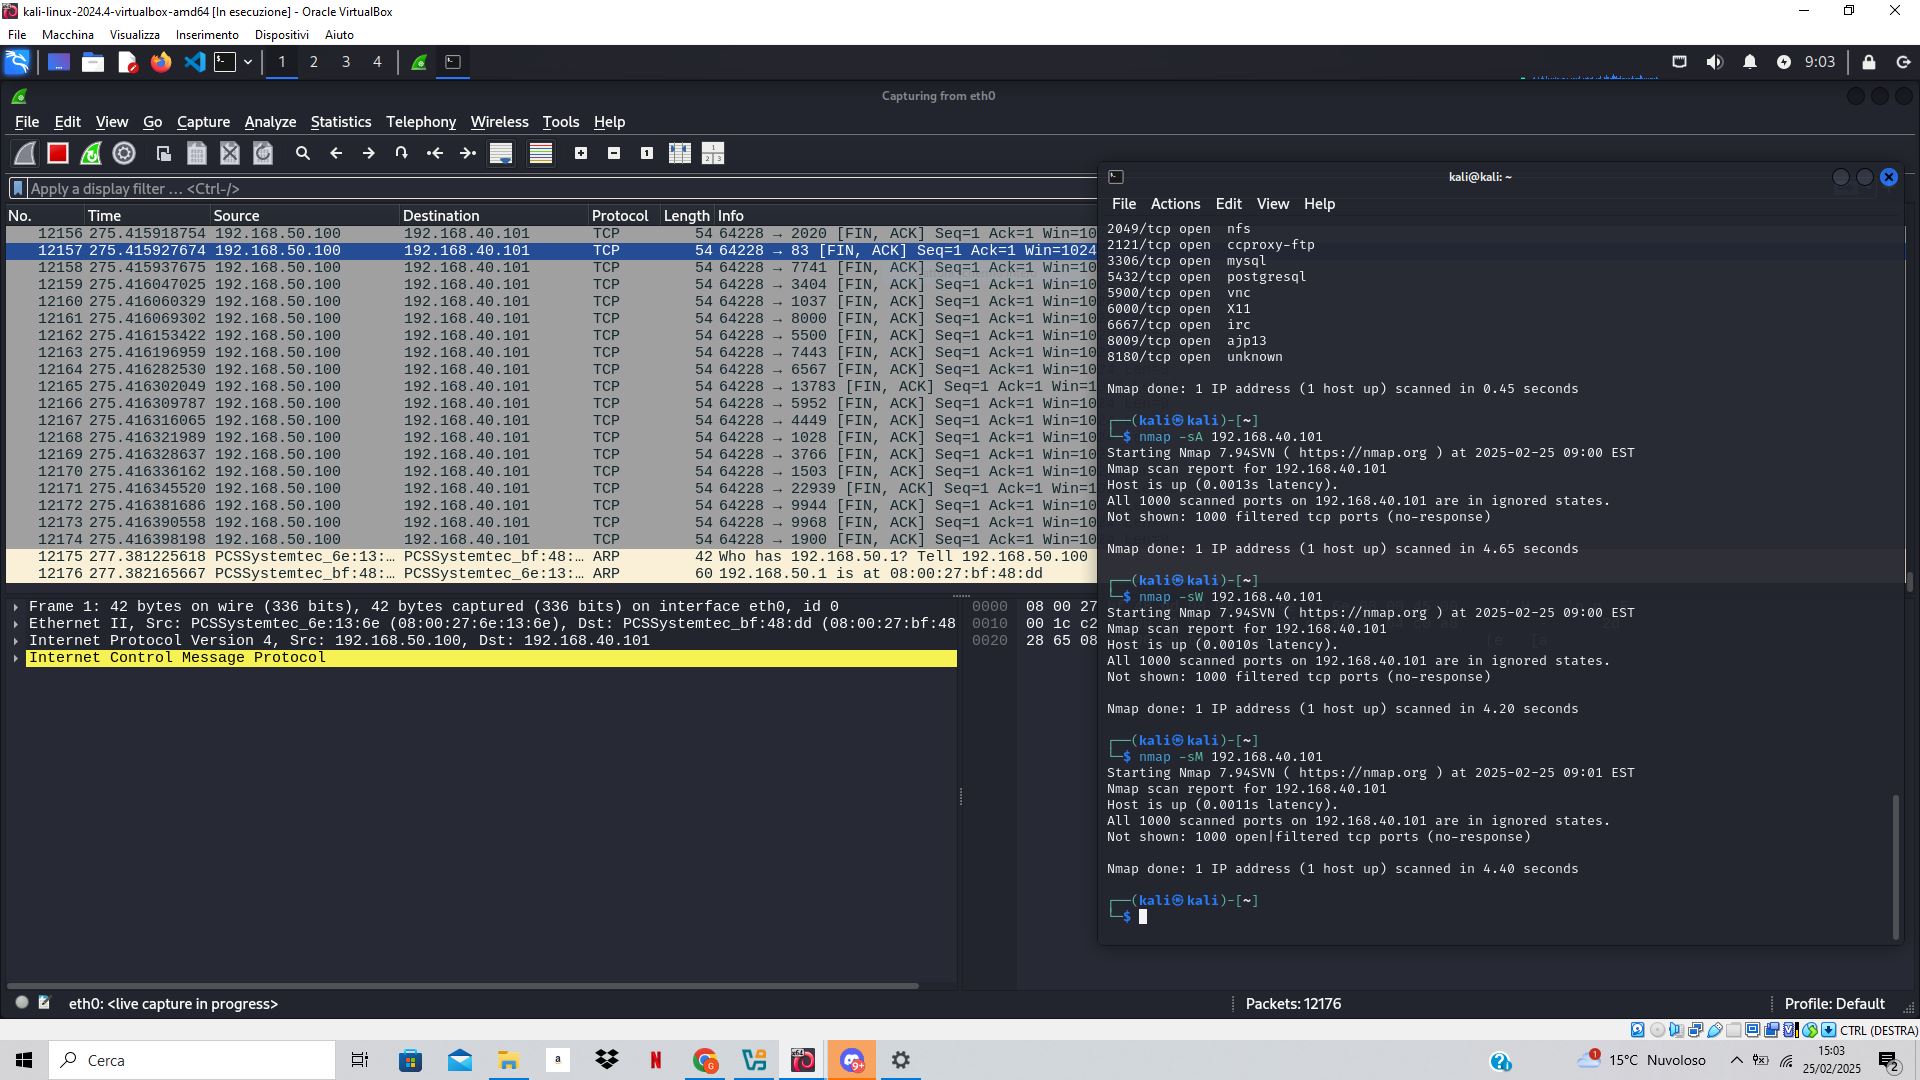 kali-linux-2024.4-virtualbox-amd64 [In esecuzione] - Oracle VirtualBox
File Macchina Visualizza Inserimento Dispositivi Aiuto
1 2 3 4 9:03
Capturing from eth0
File Edit View Go Capture Analyze Statistics Telephony Wireless Tools Help
Apply a display filter … <Ctrl-/>
No. Time Source Destination Protocol Length Info
12156 275.415918754 192.168.50.100 192.168.40.101 TCP 54 64228 → 2020 [FIN, ACK] Seq=1 Ack=1 Win=10
12157 275.415927674 192.168.50.100 192.168.40.101 TCP 54 64228 → 83 [FIN, ACK] Seq=1 Ack=1 Win=1024
12158 275.415937675 192.168.50.100 192.168.40.101 TCP 54 64228 → 7741 [FIN, ACK] Seq=1 Ack=1 Win=10
12159 275.416047025 192.168.50.100 192.168.40.101 TCP 54 64228 → 3404 [FIN, ACK] Seq=1 Ack=1 Win=10
12160 275.416060329 192.168.50.100 192.168.40.101 TCP 54 64228 → 1037 [FIN, ACK] Seq=1 Ack=1 Win=10
12161 275.416069302 192.168.50.100 192.168.40.101 TCP 54 64228 → 8000 [FIN, ACK] Seq=1 Ack=1 Win=10
12162 275.416153422 192.168.50.100 192.168.40.101 TCP 54 64228 → 5500 [FIN, ACK] Seq=1 Ack=1 Win=10
12163 275.416196959 192.168.50.100 192.168.40.101 TCP 54 64228 → 7443 [FIN, ACK] Seq=1 Ack=1 Win=10
12164 275.416282530 192.168.50.100 192.168.40.101 TCP 54 64228 → 6567 [FIN, ACK] Seq=1 Ack=1 Win=10
12165 275.416302049 192.168.50.100 192.168.40.101 TCP 54 64228 → 13783 [FIN, ACK] Seq=1 Ack=1 Win=1
12166 275.416309787 192.168.50.100 192.168.40.101 TCP 54 64228 → 5952 [FIN, ACK] Seq=1 Ack=1 Win=10
12167 275.416316065 192.168.50.100 192.168.40.101 TCP 54 64228 → 4449 [FIN, ACK] Seq=1 Ack=1 Win=10
12168 275.416321989 192.168.50.100 192.168.40.101 TCP 54 64228 → 1028 [FIN, ACK] Seq=1 Ack=1 Win=10
12169 275.416328637 192.168.50.100 192.168.40.101 TCP 54 64228 → 3766 [FIN, ACK] Seq=1 Ack=1 Win=10
12170 275.416336162 192.168.50.100 192.168.40.101 TCP 54 64228 → 1503 [FIN, ACK] Seq=1 Ack=1 Win=10
12171 275.416345520 192.168.50.100 192.168.40.101 TCP 54 64228 → 22939 [FIN, ACK] Seq=1 Ack=1 Win=1
12172 275.416381686 192.168.50.100 192.168.40.101 TCP 54 64228 → 9944 [FIN, ACK] Seq=1 Ack=1 Win=10
12173 275.416390558 192.168.50.100 192.168.40.101 TCP 54 64228 → 9968 [FIN, ACK] Seq=1 Ack=1 Win=10
12174 275.416398198 192.168.50.100 192.168.40.101 TCP 54 64228 → 1900 [FIN, ACK] Seq=1 Ack=1 Win=10
12175 277.381225618 PCSSystemtec_6e:13:… PCSSystemtec_bf:48:… ARP 42 Who has 192.168.50.1? Tell 192.168.50.100
12176 277.382165667 PCSSystemtec_bf:48:… PCSSystemtec_6e:13:… ARP 60 192.168.50.1 is at 08:00:27:bf:48:dd
Frame 1: 42 bytes on wire (336 bits), 42 bytes captured (336 bits) on interface eth0, id 0
Ethernet II, Src: PCSSystemtec_6e:13:6e (08:00:27:6e:13:6e), Dst: PCSSystemtec_bf:48:dd (08:00:27:bf:48
Internet Protocol Version 4, Src: 192.168.50.100, Dst: 192.168.40.101
Internet Control Message Protocol
0000 08 00 27
0010 00 1c c2
0020 28 65 08
kali@kali: ~
File Actions Edit View Help
2049/tcp open nfs
2121/tcp open ccproxy-ftp
3306/tcp open mysql
5432/tcp open postgresql
5900/tcp open vnc
6000/tcp open X11
6667/tcp open irc
8009/tcp open ajp13
8180/tcp open unknown
Nmap done: 1 IP address (1 host up) scanned in 0.45 seconds
┌──(kali㉿kali)-[~]
└─$ nmap -sA 192.168.40.101
Starting Nmap 7.94SVN ( https://nmap.org ) at 2025-02-25 09:00 EST
Nmap scan report for 192.168.40.101
Host is up (0.0013s latency).
All 1000 scanned ports on 192.168.40.101 are in ignored states.
Not shown: 1000 filtered tcp ports (no-response)
Nmap done: 1 IP address (1 host up) scanned in 4.65 seconds
┌──(kali㉿kali)-[~]
└─$ nmap -sW 192.168.40.101
Starting Nmap 7.94SVN ( https://nmap.org ) at 2025-02-25 09:00 EST
Nmap scan report for 192.168.40.101
Host is up (0.0010s latency).
All 1000 scanned ports on 192.168.40.101 are in ignored states.
Not shown: 1000 filtered tcp ports (no-response)
Nmap done: 1 IP address (1 host up) scanned in 4.20 seconds
┌──(kali㉿kali)-[~]
└─$ nmap -sM 192.168.40.101
Starting Nmap 7.94SVN ( https://nmap.org ) at 2025-02-25 09:01 EST
Nmap scan report for 192.168.40.101
Host is up (0.0011s latency).
All 1000 scanned ports on 192.168.40.101 are in ignored states.
Not shown: 1000 open|filtered tcp ports (no-response)
Nmap done: 1 IP address (1 host up) scanned in 4.40 seconds
┌──(kali㉿kali)-[~]
└─$
eth0: <live capture in progress> Packets: 12176 Profile: Default
CTRL (DESTRA)
Cerca 15°C Nuvoloso 15:03
25/02/2025